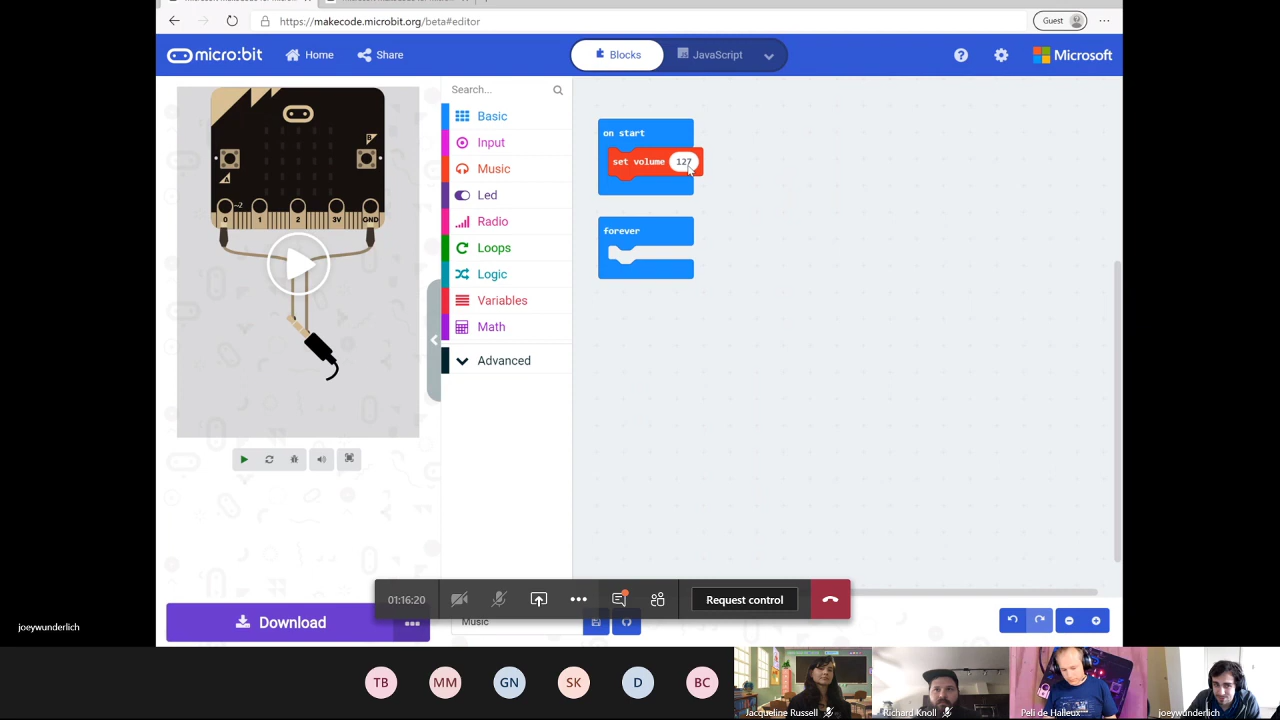 https://makecode.microbit.org/beta#editor
Guest
micro:bit
Home
Share
Blocks
JavaScript
Microsoft
Search...
Basic
Input
Music
Led
Radio
Loops
Logic
Variables
Math
Advanced
on start
set volume 127
forever
B
A
~2
0 1 2 3V GND
01:16:20
Request control
Download
Music
joeywunderlich
TB
MM
GN
SK
D
BC
Jacqueline Russell
Richard Knoll
Peli de Halleux
joeywunderlich